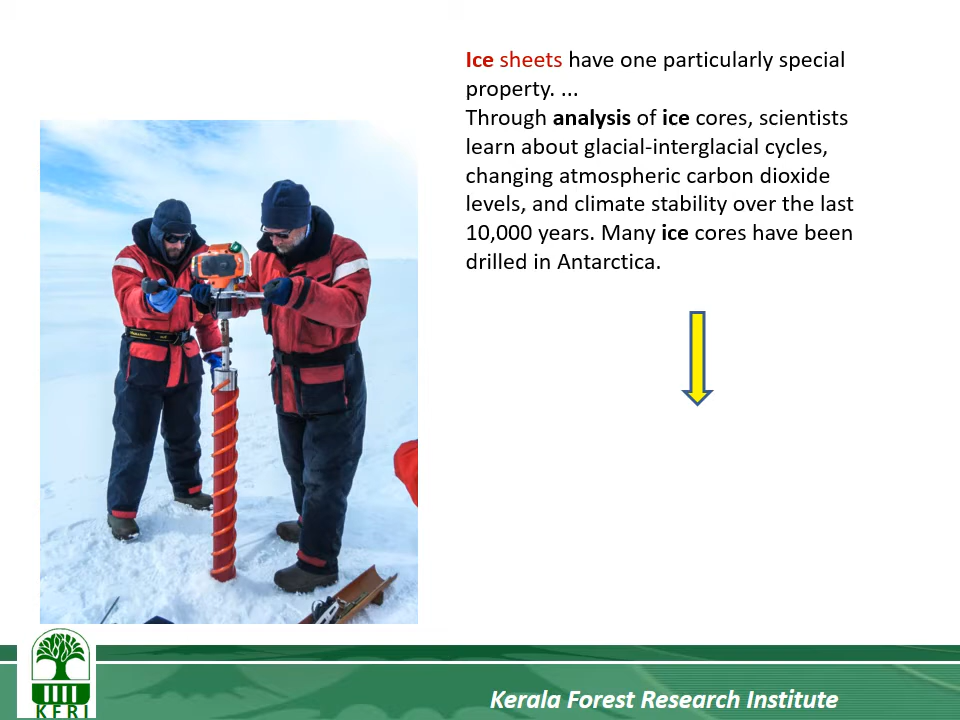 Ice sheets have one particularly special
property. ...
Through analysis of ice cores, scientists
learn about glacial-interglacial cycles,
changing atmospheric carbon dioxide
levels, and climate stability over the last
10,000 years. Many ice cores have been
drilled in Antarctica.
KFRI
Kerala Forest Research Institute